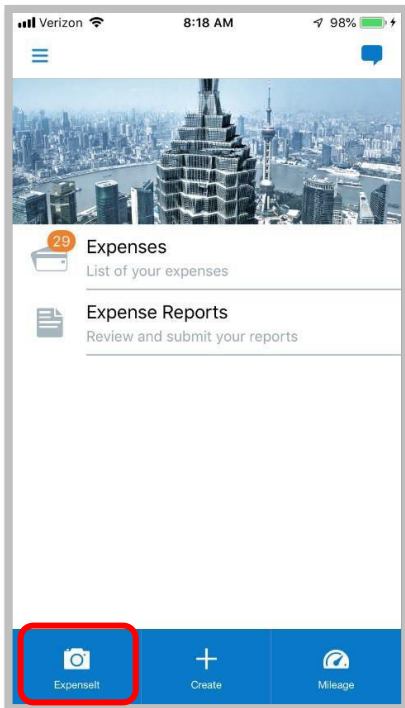 Verizon 8:18 AM 98%
29
Expenses
List of your expenses
Expense Reports
Review and submit your reports
ExpenseIt Create Mileage